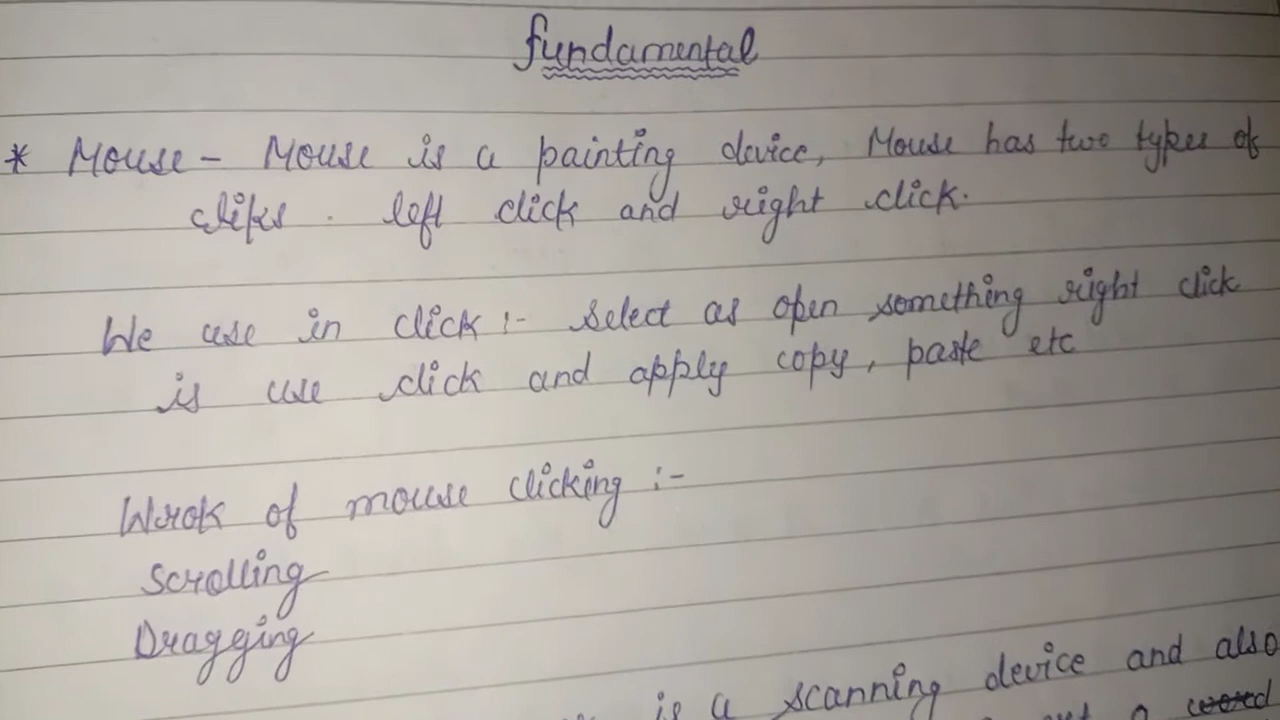 fundamental
* Mouse - Mouse is a painting device, Mouse has two types of
cliks. left click and right click.
We use in click :- select as open something right click
is use click and apply copy, paste etc
Wrok of mouse clicking :-
Scrolling
Dragging
is a scanning device and also
a word